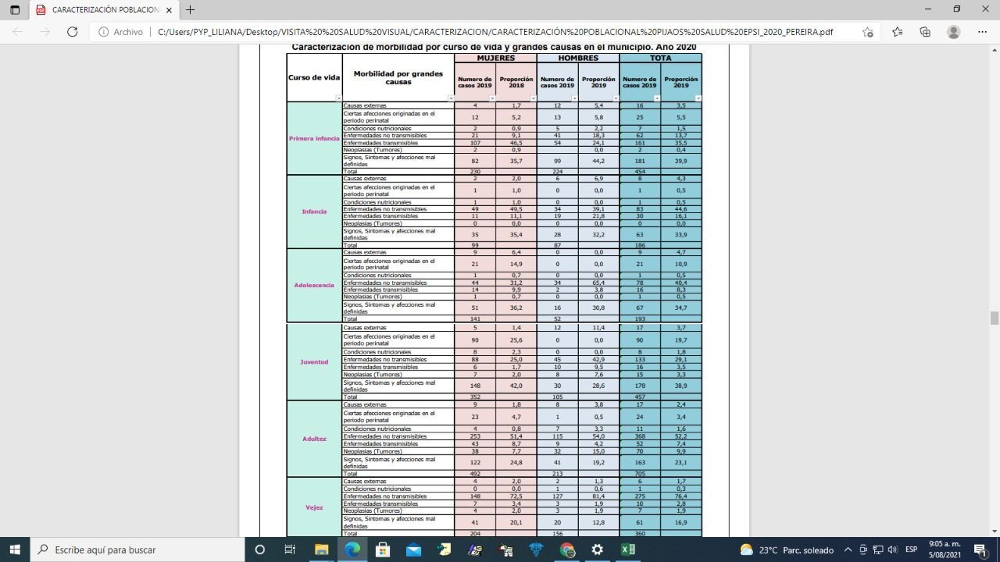 CARACTERIZACIÓN POBLACION
Archivo
C:/Users/PYP_LILIANA/Desktop/VISITA%20%20SALUD%20VISUAL/CARACTERIZACION/CARACTERIZACIÓN%20POBLACIONAL%20PIJAOS%20SALUD%20EPSI_2020_PEREIRA.pdf
Caracterización de morbilidad por curso de vida y grandes causas en el municipio. Año 2020
MUJERES HOMBRES TOTA
Curso de vida Morbilidad por grandes causas Numero de casos 2019 Proporción 2018 Numero de casos 2019 Proporción 2019 Numero de casos 2019 Proporción 2019
Primera infancia
Causas externas 4 1,7 12 5,4 16 3,5
Ciertas afecciones originadas en el periodo perinatal 12 5,2 13 5,8 25 5,5
Condiciones nutricionales 2 0,9 5 2,2 7 1,5
Enfermedades no transmisibles 21 9,1 41 18,3 62 13,7
Enfermedades transmisibles 107 46,5 54 24,1 161 35,5
Neoplasias (Tumores) 2 0,9 0,0 2 0,4
Signos, Sintomas y afecciones mal definidas 82 35,7 99 44,2 181 39,9
Total 230 224 454
Infancia
Causas externas 2 2,0 6 6,9 8 4,3
Ciertas afecciones originadas en el periodo perinatal 1 1,0 0 0,0 1 0,5
Condiciones nutricionales 1 1,0 0 0,0 1 0,5
Enfermedades no transmisibles 49 49,5 34 39,1 83 44,6
Enfermedades transmisibles 11 11,1 19 21,8 30 16,1
Neoplasias (Tumores) 0 0,0 0 0,0 0 0,0
Signos, Sintomas y afecciones mal definidas 35 35,4 28 32,2 63 33,9
Total 99 87 186
Adolescencia
Causas externas 9 6,4 0 0,0 9 4,7
Ciertas afecciones originadas en el periodo perinatal 21 14,9 0 0,0 21 10,9
Condiciones nutricionales 1 0,7 0 0,0 1 0,5
Enfermedades no transmisibles 44 31,2 34 65,4 78 40,4
Enfermedades transmisibles 14 9,9 2 3,8 16 8,3
Neoplasias (Tumores) 1 0,7 0 0,0 1 0,5
Signos, Sintomas y afecciones mal definidas 51 36,2 16 30,8 67 34,7
Total 141 52 193
Juventud
Causas externas 5 1,4 12 11,4 17 3,7
Ciertas afecciones originadas en el periodo perinatal 90 25,6 0 0,0 90 19,7
Condiciones nutricionales 8 2,3 0 0,0 8 1,8
Enfermedades no transmisibles 88 25,0 45 42,9 133 29,1
Enfermedades transmisibles 6 1,7 10 9,5 16 3,5
Neoplasias (Tumores) 7 2,0 8 7,6 15 3,3
Signos, Sintomas y afecciones mal definidas 148 42,0 30 28,6 178 38,9
Total 352 105 457
Adultez
Causas externas 9 1,8 8 3,8 17 2,4
Ciertas afecciones originadas en el periodo perinatal 23 4,7 1 0,5 24 3,4
Condiciones nutricionales 4 0,8 7 3,3 11 1,6
Enfermedades no transmisibles 253 51,4 115 54,0 368 52,2
Enfermedades transmisibles 43 8,7 9 4,2 52 7,4
Neoplasias (Tumores) 38 7,7 32 15,0 70 9,9
Signos, Sintomas y afecciones mal definidas 122 24,8 41 19,2 163 23,1
Total 492 213 705
Vejez
Causas externas 4 2,0 2 1,3 6 1,7
Condiciones nutricionales 0 0,0 1 0,6 1 0,3
Enfermedades no transmisibles 148 72,5 127 81,4 275 76,4
Enfermedades transmisibles 7 3,4 3 1,9 10 2,8
Neoplasias (Tumores) 4 2,0 3 1,9 7 1,9
Signos, Sintomas y afecciones mal definidas 41 20,1 20 12,8 61 16,9
Total 204 156 360
Escribe aquí para buscar
23°C Parc. soleado
ESP
9:05 a. m.
5/08/2021